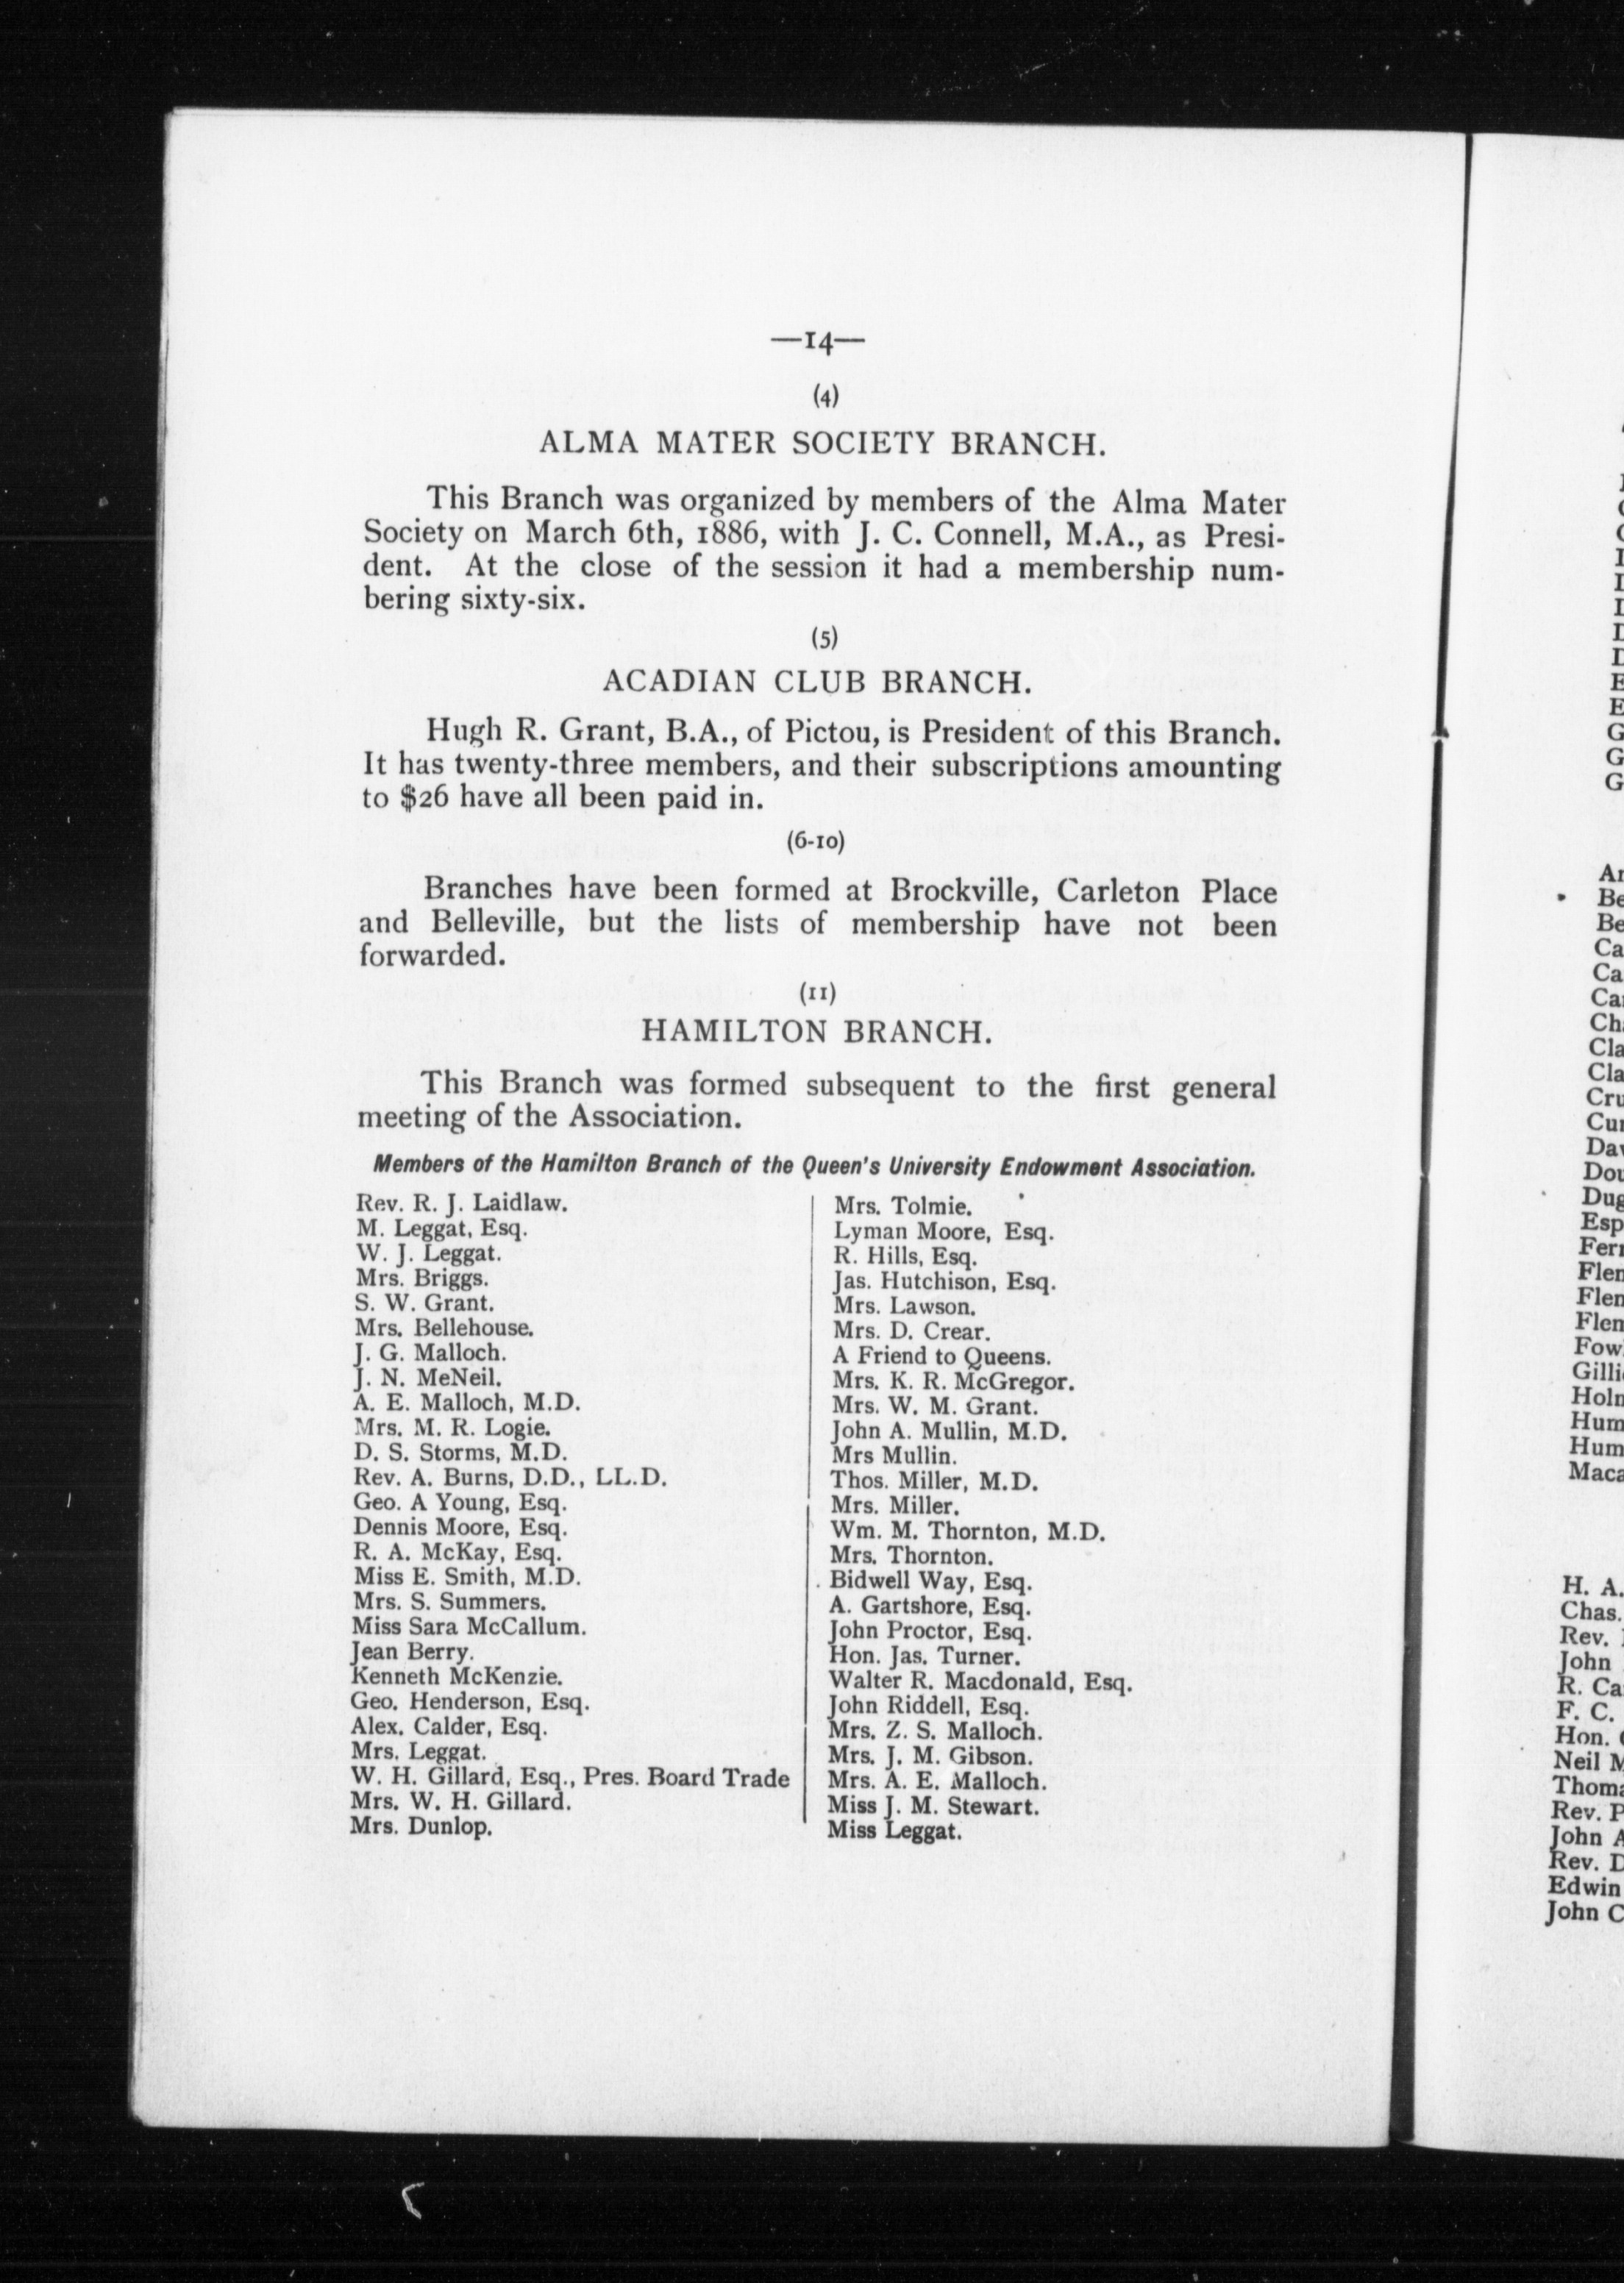 —14—
(4)
ALMA MATER SOCIETY BRANCH.
This Branch was organized by members of the Alma Mater
Society on March 6th, 1886, with J. C. Connell, M.A., as Presi-
dent. At the close of the session it had a membership num-
bering sixty-six.
(5)
ACADIAN CLUB BRANCH.
Hugh R. Grant, B.A., of Pictou, is President of this Branch.
It has twenty-three members, and their subscriptions amounting
to $26 have all been paid in.
(6-10)
Branches have been formed at Brockville, Carleton Place
and Belleville, but the lists of membership have not been
forwarded.
(11)
HAMILTON BRANCH.
This Branch was formed subsequent to the first general
meeting of the Association.
Members of the Hamilton Branch of the Queen's University Endowment Association.
Rev. R. J. Laidlaw.
M. Leggat, Esq.
W. J. Leggat.
Mrs. Briggs.
S. W. Grant.
Mrs. Bellehouse.
J. G. Malloch.
J. N. MeNeil.
A. E. Malloch, M.D.
Mrs. M. R. Logie.
D. S. Storms, M.D.
Rev. A. Burns, D.D., LL.D.
Geo. A Young, Esq.
Dennis Moore, Esq.
R. A. McKay, Esq.
Miss E. Smith, M.D.
Mrs. S. Summers.
Miss Sara McCallum.
Jean Berry.
Kenneth McKenzie.
Geo. Henderson, Esq.
Alex. Calder, Esq.
Mrs. Leggat.
W. H. Gillard, Esq., Pres. Board Trade
Mrs. W. H. Gillard.
Mrs. Dunlop.
Mrs. Tolmie.
Lyman Moore, Esq.
R. Hills, Esq.
Jas. Hutchison, Esq.
Mrs. Lawson.
Mrs. D. Crear.
A Friend to Queens.
Mrs. K. R. McGregor.
Mrs. W. M. Grant.
John A. Mullin, M.D.
Mrs Mullin.
Thos. Miller, M.D.
Mrs. Miller.
Wm. M. Thornton, M.D.
Mrs. Thornton.
Bidwell Way, Esq.
A. Gartshore, Esq.
John Proctor, Esq.
Hon. Jas. Turner.
Walter R. Macdonald, Esq.
John Riddell, Esq.
Mrs. Z. S. Malloch.
Mrs. J. M. Gibson.
Mrs. A. E. Malloch.
Miss J. M. Stewart.
Miss Leggat.
H. A.
Chas.
Rev.
John
R.
F. C.
Hon.
Neil
Rev.
John
Rev.
Edwin
John